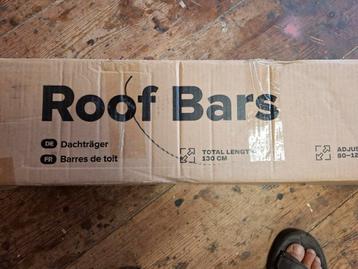 Roof Bars
DE Dachträger
FR Barres de toit
TOTAL LENGT
130 CM
ADJUS